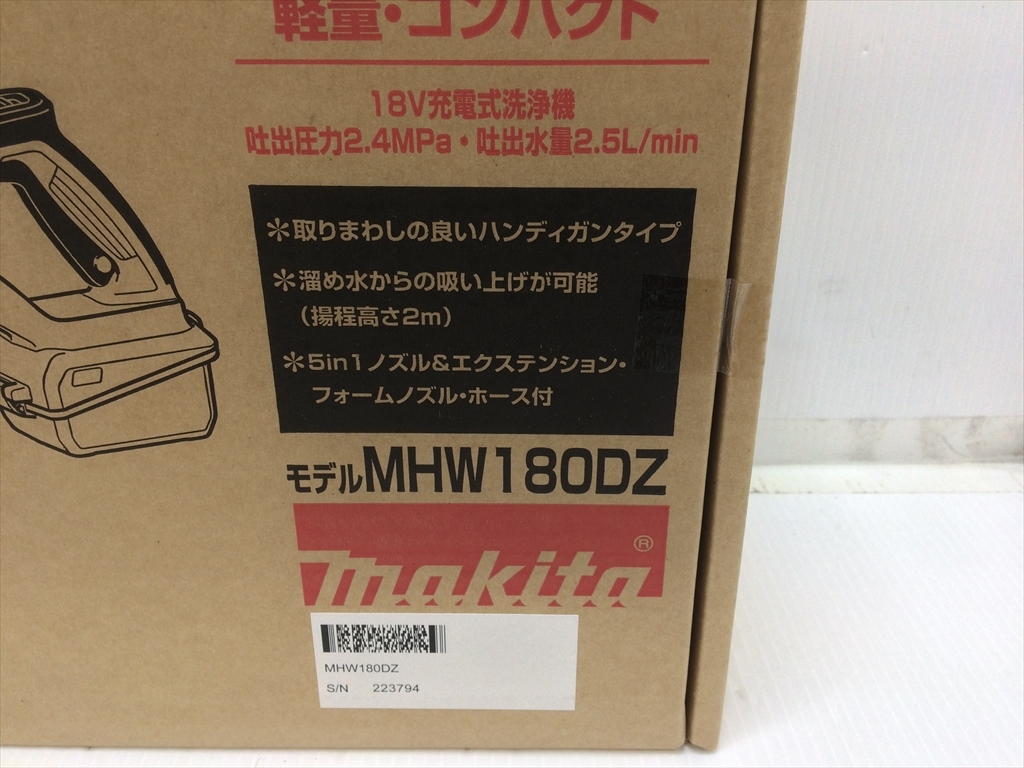 軽量・コンパクト
18V充電式洗浄機
吐出圧力2.4MPa・吐出水量2.5L/min
＊取りまわしの良いハンディガンタイプ
＊溜め水からの吸い上げが可能
（揚程高さ2m）
＊5in1ノズル&エクステンション・
フォームノズル・ホース付
モデルMHW180DZ
makita®
MHW180DZ
S/N 223794